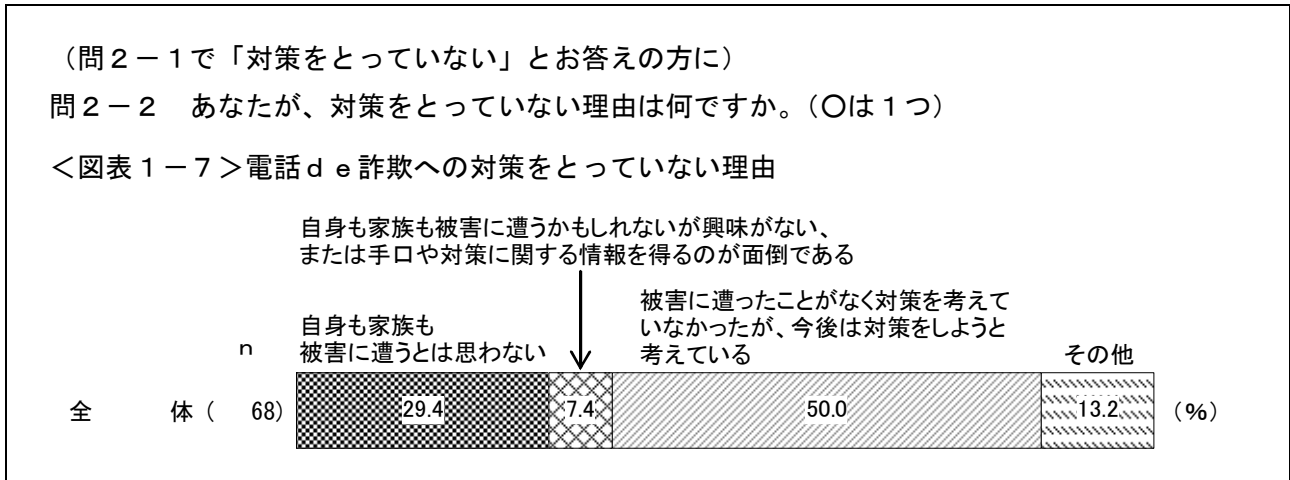 （問２－１で「対策をとっていない」とお答えの方に）
問２－２　あなたが、対策をとっていない理由は何ですか。（〇は１つ）
＜図表１－７＞電話ｄｅ詐欺への対策をとっていない理由
自身も家族も被害に遭うかもしれないが興味がない、
または手口や対策に関する情報を得るのが面倒である
自身も家族も
被害に遭うとは思わない
被害に遭ったことがなく対策を考えて
いなかったが、今後は対策をしようと
考えている
その他
ｎ
全　体（　68）
29.4
7.4
50.0
13.2
（％）